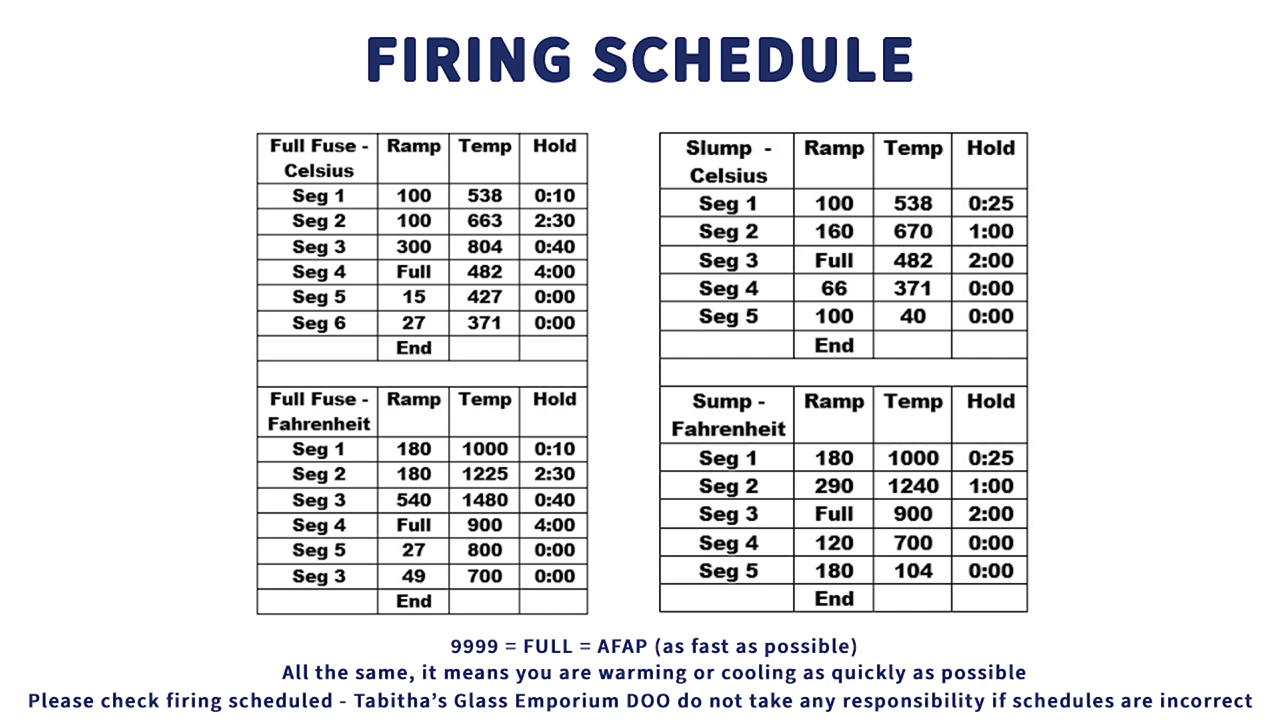 FIRING SCHEDULE
Full Fuse - Celsius Ramp Temp Hold
Seg 1 100 538 0:10
Seg 2 100 663 2:30
Seg 3 300 804 0:40
Seg 4 Full 482 4:00
Seg 5 15 427 0:00
Seg 6 27 371 0:00
End
Full Fuse - Fahrenheit Ramp Temp Hold
Seg 1 180 1000 0:10
Seg 2 180 1225 2:30
Seg 3 540 1480 0:40
Seg 4 Full 900 4:00
Seg 5 27 800 0:00
Seg 3 49 700 0:00
End
Slump - Celsius Ramp Temp Hold
Seg 1 100 538 0:25
Seg 2 160 670 1:00
Seg 3 Full 482 2:00
Seg 4 66 371 0:00
Seg 5 100 40 0:00
End
Sump - Fahrenheit Ramp Temp Hold
Seg 1 180 1000 0:25
Seg 2 290 1240 1:00
Seg 3 Full 900 2:00
Seg 4 120 700 0:00
Seg 5 180 104 0:00
End
9999 = FULL = AFAP (as fast as possible)
All the same, it means you are warming or cooling as quickly as possible
Please check firing scheduled - Tabitha's Glass Emporium DOO do not take any responsibility if schedules are incorrect